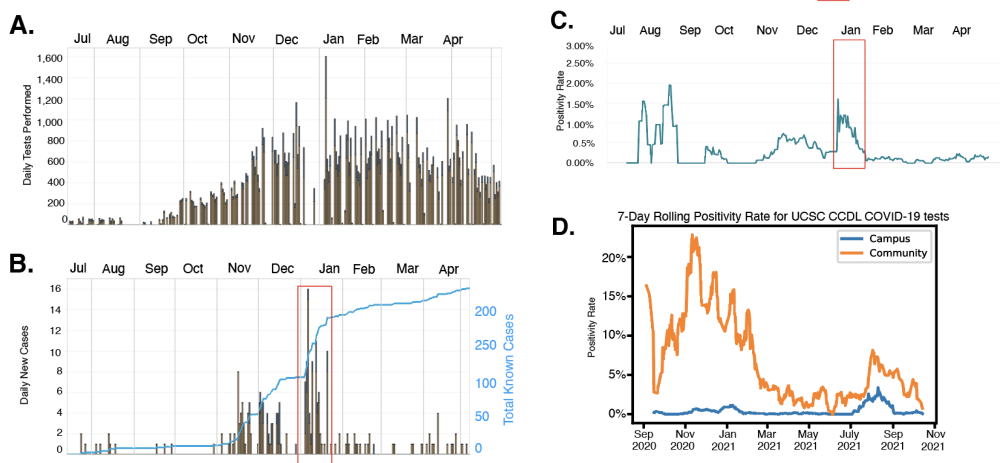 A.
Jul Aug Sep Oct Nov Dec Jan Feb Mar Apr
1,600
1,400
1,200
1,000
800
600
400
200
0
Daily Tests Performed
B.
Jul Aug Sep Oct Nov Dec Jan Feb Mar Apr
16
14
12
10
8
6
4
2
0
Daily New Cases
200
250
100
50
0
Total Known Cases
C.
Jul Aug Sep Oct Nov Dec Jan Feb Mar Apr
3.00%
2.50%
2.00%
1.50%
1.00%
0.50%
0.00%
Positivity Rate
D.
7-Day Rolling Positivity Rate for UCSC CCDL COVID-19 tests
Campus
Community
20%
15%
10%
5%
0%
Positivity Rate
Sep Nov Jan Mar May July Sep Nov
2020 2020 2021 2021 2021 2021 2021 2021